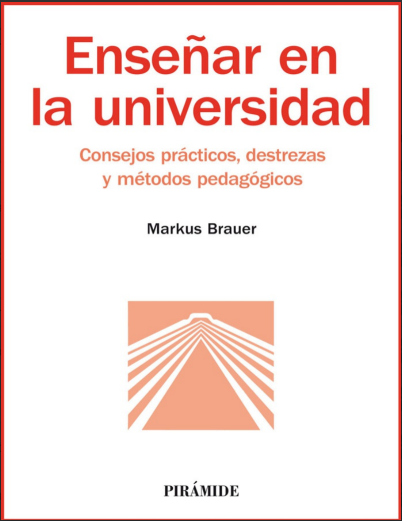 Enseñar en
la universidad
Consejos prácticos, destrezas
y métodos pedagógicos
Markus Brauer
PIRÁMIDE